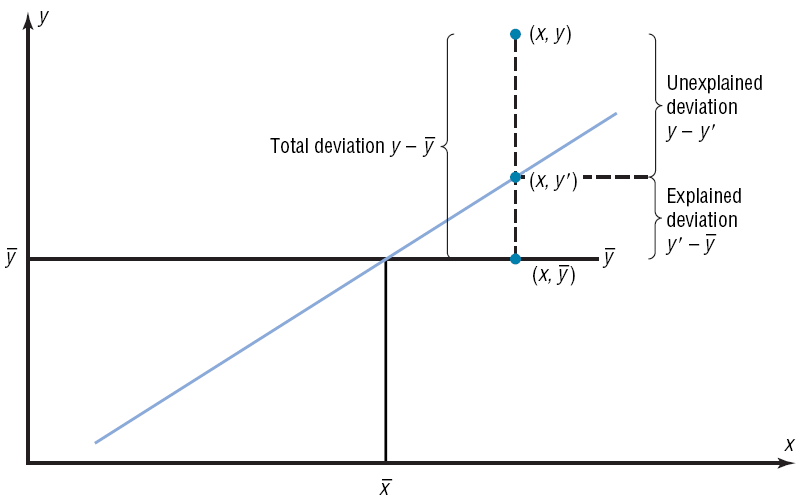 y
(x, y)
Unexplained
deviation
y – y′
Total deviation y – y̅
(x, y′)
Explained
deviation
y′ – y̅
y̅
y̅
(x, y̅)
x
x̅